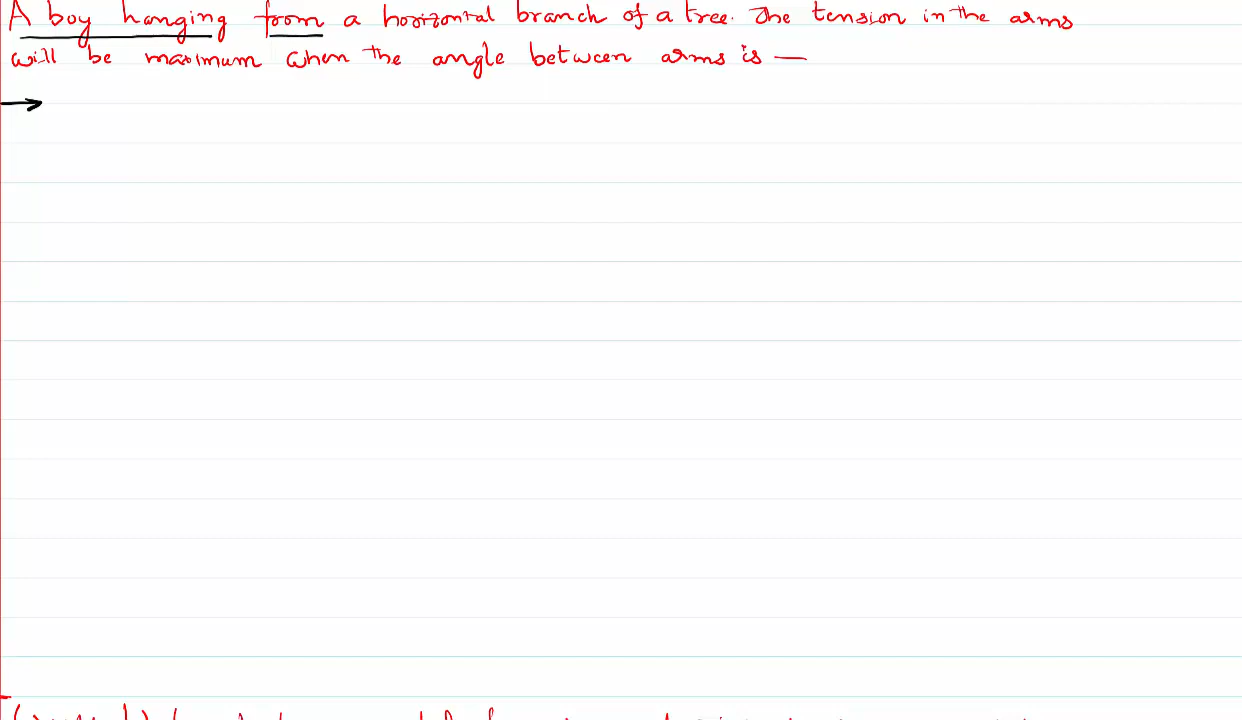 A boy hanging from a horizontal branch of a tree. The tension in the arms
will be maximum when the angle between arms is —